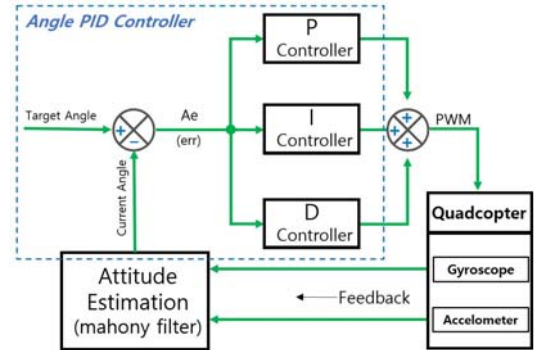 Angle PID Controller
P
Controller
Target Angle
+
−
Ae
(err)
I
Controller
+
+
+
PWM
Current Angle
D
Controller
Quadcopter
Gyroscope
Accelometer
Attitude
Estimation
(mahony filter)
Feedback